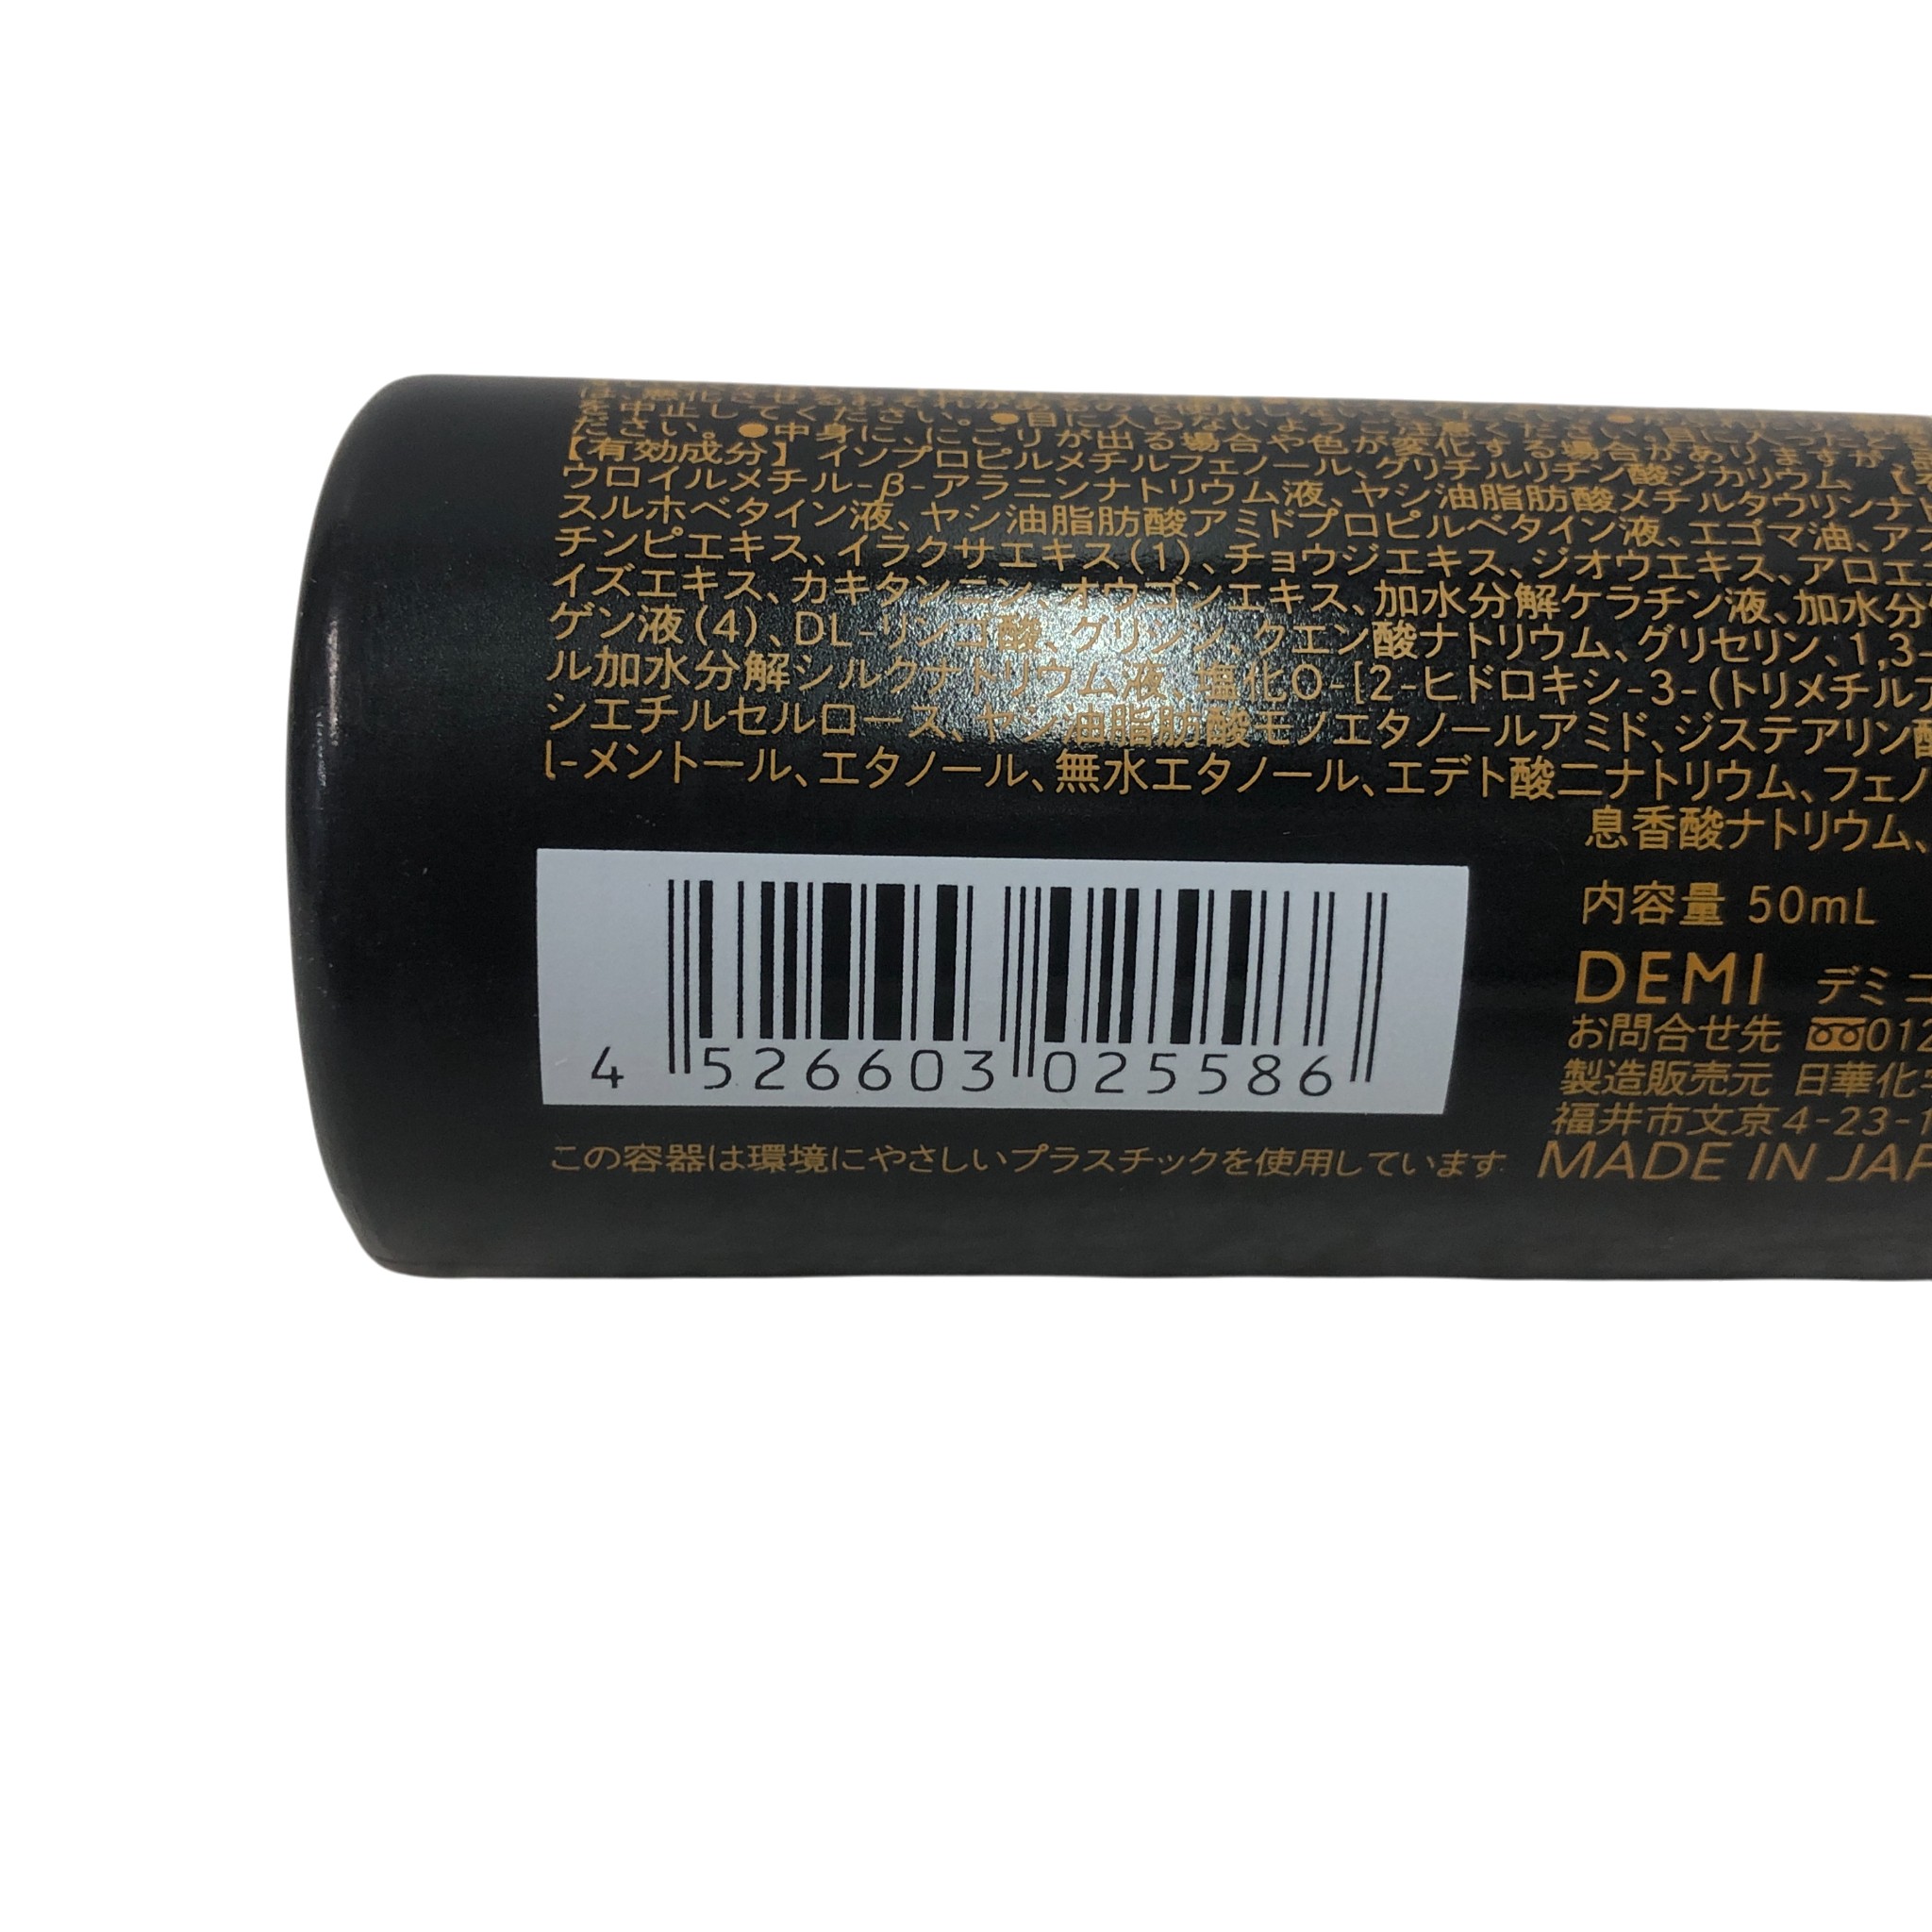 を中止してください。●目に入らないように
ださい。●中身に、にごりが出る場合や色が変化する場合がありますが
【有効成分】イソプロピルメチルフェノール、グリチルリチン酸ジカリウム
ウロイルメチル-β-アラニンナトリウム液、ヤシ油脂肪酸メチルタウリンナ
スルホベタイン液、ヤシ油脂肪酸アミドプロピルベタイン液、エゴマ油、ア
チンピエキス、イラクサエキス(1)、チョウジエキス、ジオウエキス、アロエ
イズエキス、カキタンニン、オウゴンエキス、加水分解ケラチン液、加水分
ゲン液(4)、DL-リンゴ酸、グリシン、クエン酸ナトリウム、グリセリン、1,3-
ル加水分解シルクナトリウム液、塩化O-[2-ヒドロキシ-3-(トリメチル
シエチルセルロース、ヤシ油脂肪酸モノエタノールアミド、ジステアリン酸
l-メントール、エタノール、無水エタノール、エデト酸二ナトリウム、フェノ
息香酸ナトリウム、
内容量 50mL
DEMI デミ コ
お問合せ先 012
製造販売元 日華化学
福井市文京4-23-1
MADE IN JAP
4 526603 025586
この容器は環境にやさしいプラスチックを使用しています